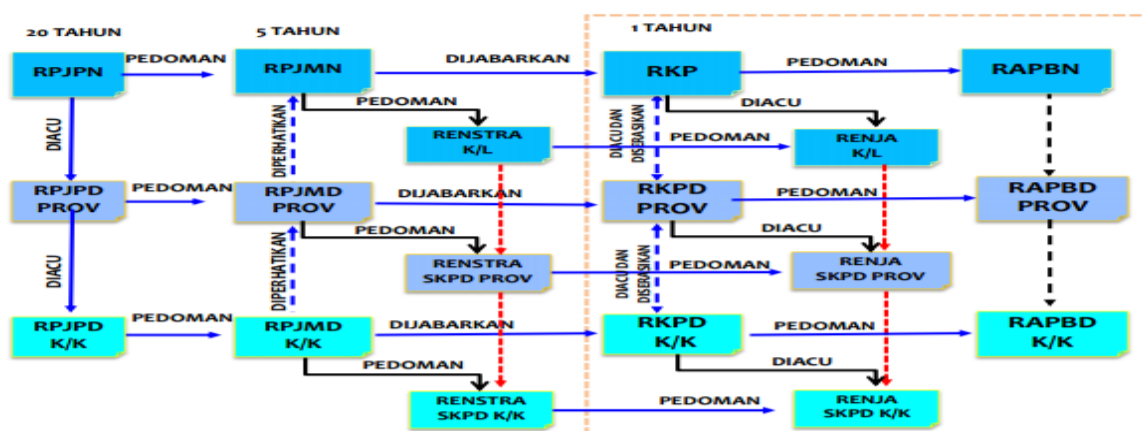 20 TAHUN
5 TAHUN
1 TAHUN
RPJPN
PEDOMAN
RPJMN
DIJABARKAN
RKP
PEDOMAN
RAPBN
DIACU
DIPERHATIKAN
PEDOMAN
RENSTRA
K/L
PEDOMAN
DIACU DAN
DISERASIKAN
DIACU
RENJA
K/L
RPJPD
PROV
PEDOMAN
RPJMD
PROV
DIJABARKAN
RKPD
PROV
PEDOMAN
RAPBD
PROV
DIACU
DIPERHATIKAN
PEDOMAN
RENSTRA
SKPD PROV
PEDOMAN
DIACU DAN
DISERASIKAN
DIACU
RENJA
SKPD PROV
RPJPD
K/K
PEDOMAN
RPJMD
K/K
DIJABARKAN
RKPD
K/K
PEDOMAN
RAPBD
K/K
PEDOMAN
RENSTRA
SKPD K/K
PEDOMAN
DIACU
RENJA
SKPD K/K